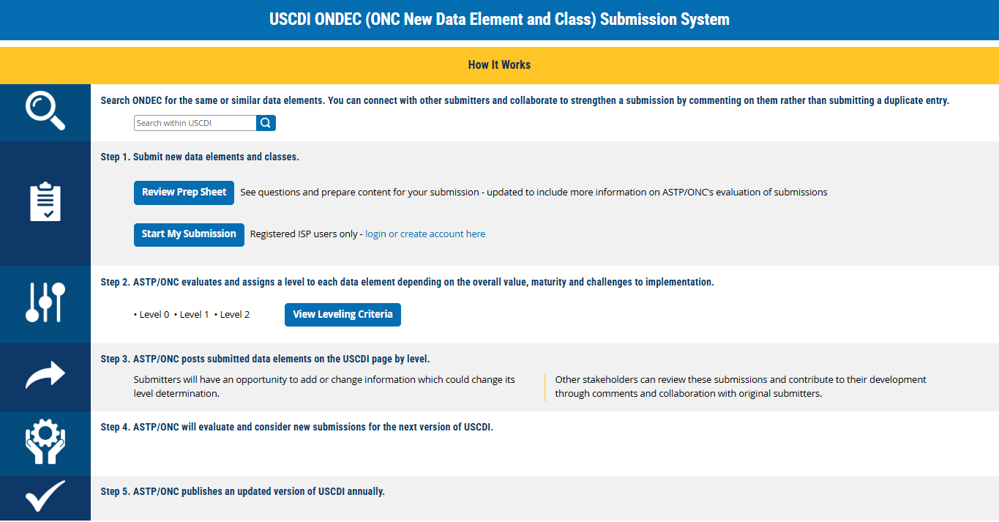 USCDI ONDEC (ONC New Data Element and Class) Submission System
How It Works
Search ONDEC for the same or similar data elements. You can connect with other submitters and collaborate to strengthen a submission by commenting on them rather than submitting a duplicate entry.
Search within USCDI
Step 1. Submit new data elements and classes.
Review Prep Sheet See questions and prepare content for your submission - updated to include more information on ASTP/ONC's evaluation of submissions
Start My Submission Registered ISP users only - login or create account here
Step 2. ASTP/ONC evaluates and assigns a level to each data element depending on the overall value, maturity and challenges to implementation.
• Level 0 • Level 1 • Level 2 View Leveling Criteria
Step 3. ASTP/ONC posts submitted data elements on the USCDI page by level.
Submitters will have an opportunity to add or change information which could change its
level determination.
Other stakeholders can review these submissions and contribute to their development
through comments and collaboration with original submitters.
Step 4. ASTP/ONC will evaluate and consider new submissions for the next version of USCDI.
Step 5. ASTP/ONC publishes an updated version of USCDI annually.